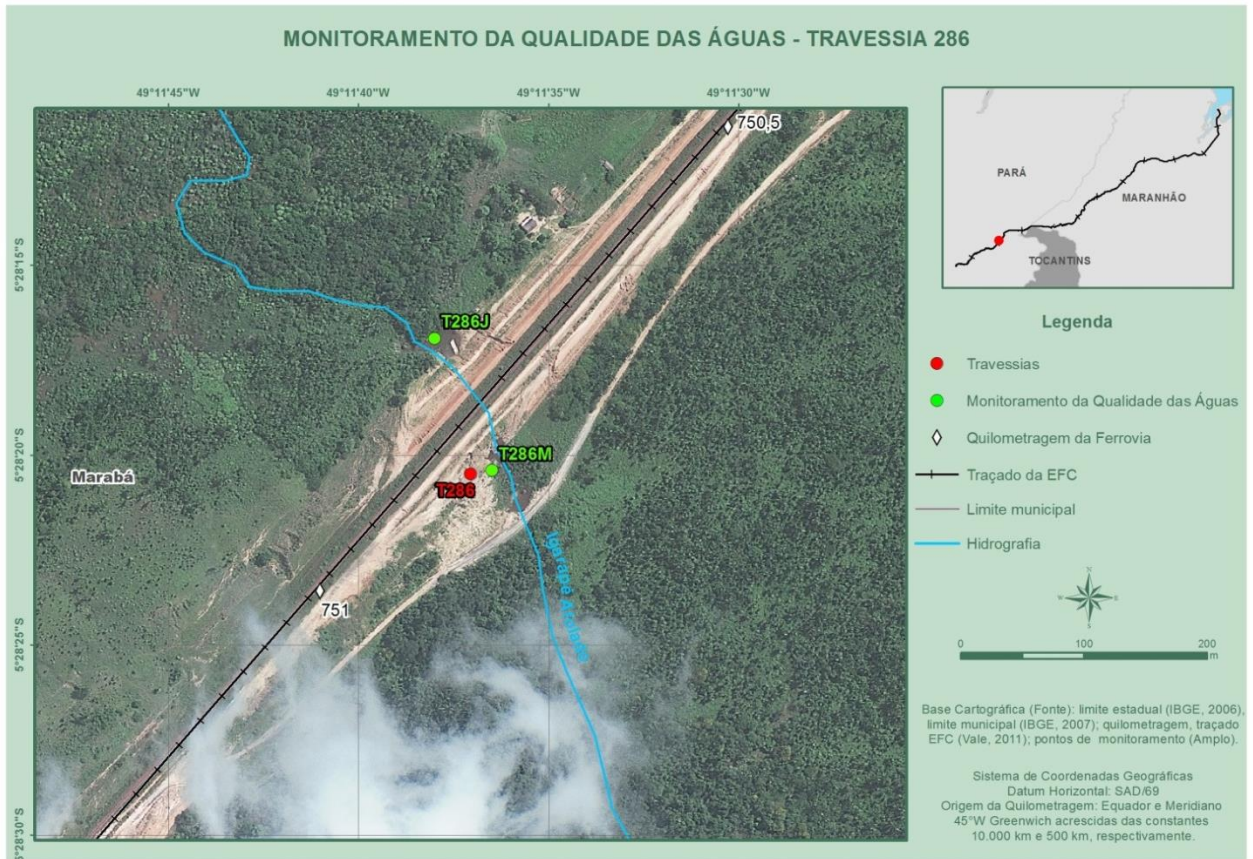 MONITORAMENTO DA QUALIDADE DAS ÁGUAS - TRAVESSIA 286
49°11'45"W
49°11'40"W
49°11'35"W
49°11'30"W
5°28'15"S
5°28'20"S
5°28'25"S
5°28'30"S
750,5
T286J
T286M
T286
Marabá
751
Igarapé
PARÁ
MARANHÃO
TOCANTINS
Legenda
Travessias
Monitoramento da Qualidade das Águas
Quilometragem da Ferrovia
Traçado da EFC
Limite municipal
Hidrografia
N
W
E
S
0 100 200
m
Base Cartográfica (Fonte): limite estadual (IBGE, 2006),
limite municipal (IBGE, 2007); quilometragem, traçado
EFC (Vale, 2011); pontos de monitoramento (Amplo).
Sistema de Coordenadas Geográficas
Datum Horizontal: SAD/69
Origem da Quilometragem: Equador e Meridiano
45°W Greenwich acrescidas das constantes
10.000 km e 500 km, respectivamente.